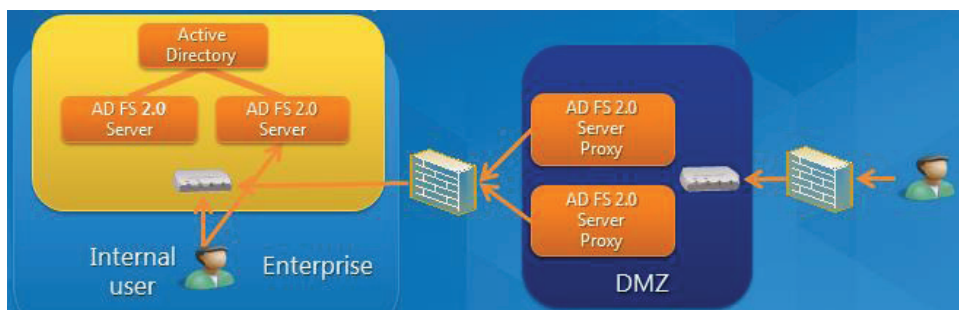 Active
Directory
AD FS 2.0
Server
AD FS 2.0
Server
AD FS 2.0
Server
Proxy
AD FS 2.0
Server
Proxy
Internal
user
Enterprise
DMZ